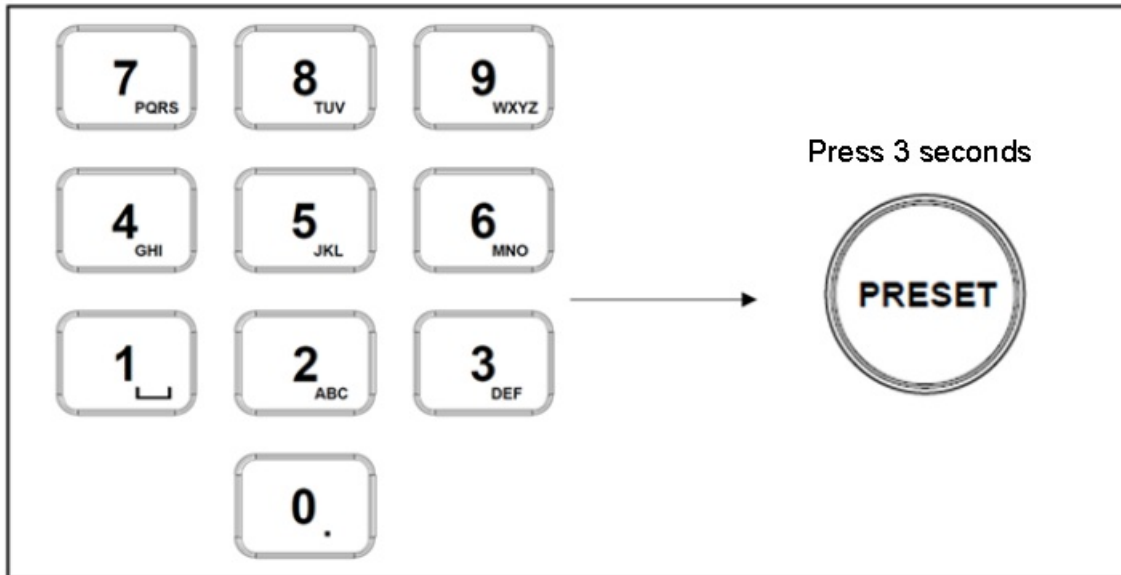 7 PQRS
8 TUV
9 WXYZ
Press 3 seconds
4 GHI
5 JKL
6 MNO
PRESET
1
2 ABC
3 DEF
0 .